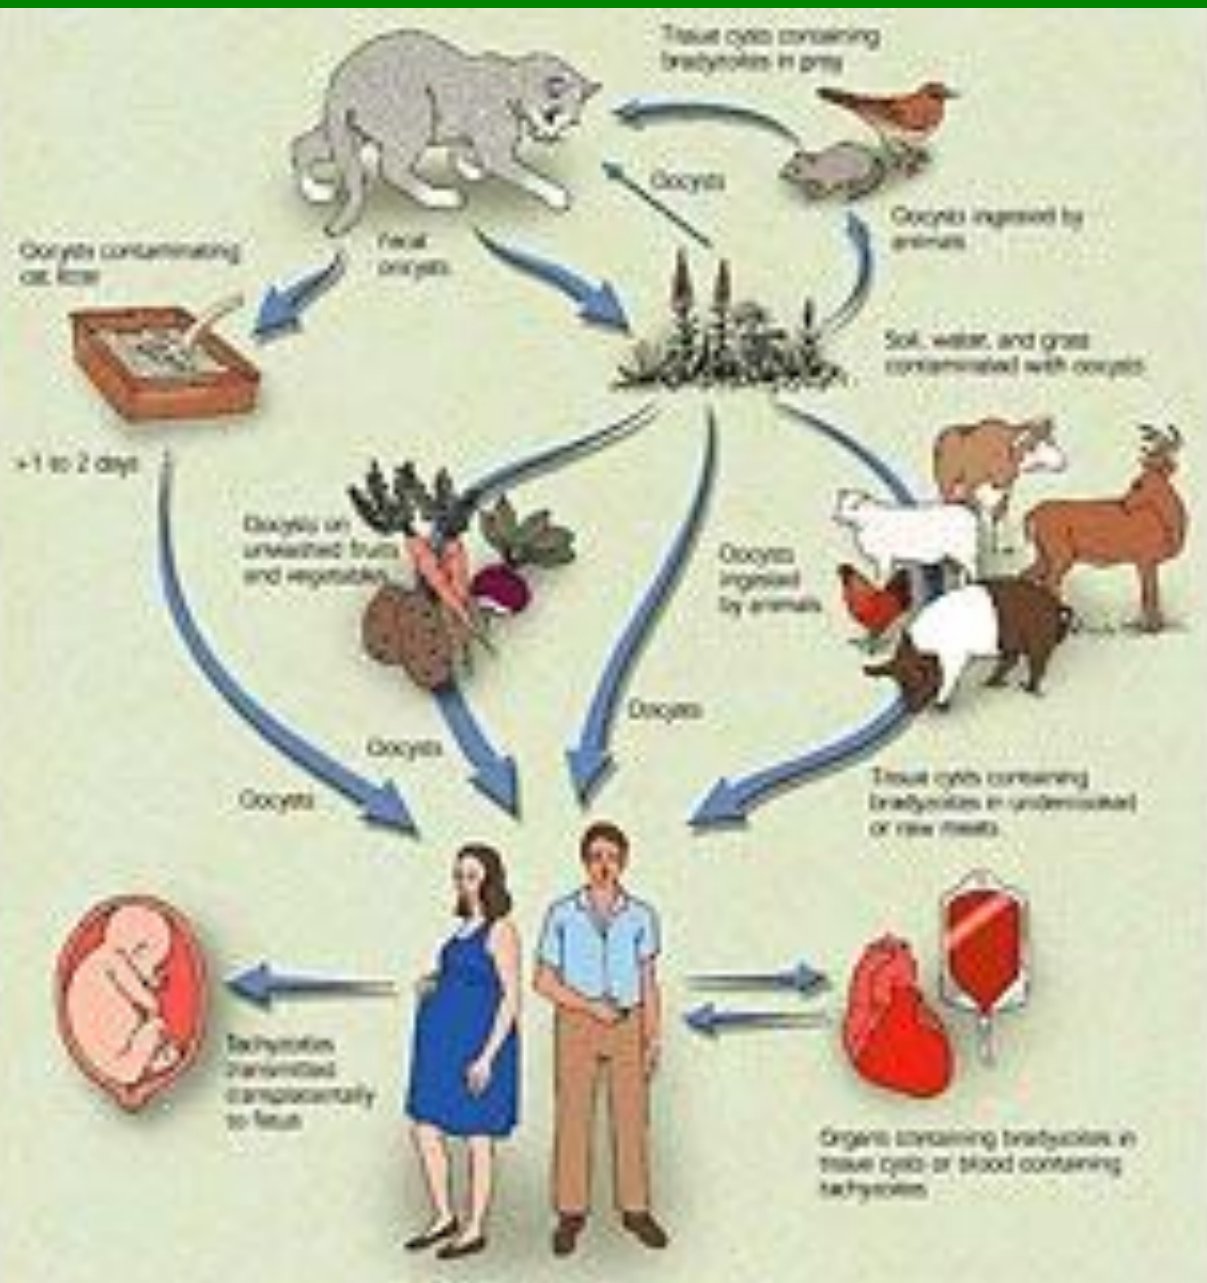 Tissue cysts containing
bradyzoites in prey
Oocysts
Oocysts ingested by
animals
Oocysts contaminating
cat litter
Fecal
oocysts
Soil, water, and grass
contaminated with oocysts
>1 to 2 days
Oocysts on
unwashed fruits
and vegetables
Oocysts
ingested
by animals
Oocysts
Oocysts
Oocysts
Tissue cysts containing
bradyzoites in undercooked
or raw meats
Tachyzoites
transmitted
transplacentally
to fetus
Organs containing bradyzoites in
tissue cysts or blood containing
tachyzoites